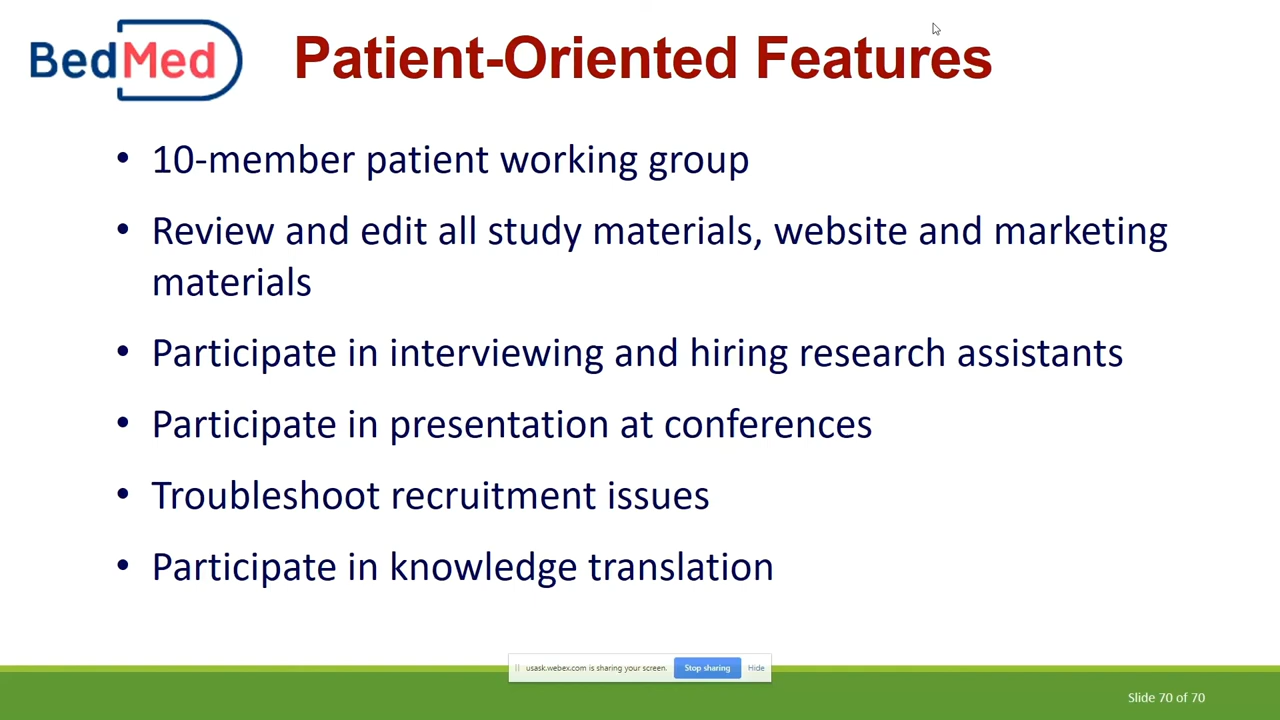 BedMed
Patient-Oriented Features
• 10-member patient working group
• Review and edit all study materials, website and marketing
materials
• Participate in interviewing and hiring research assistants
• Participate in presentation at conferences
• Troubleshoot recruitment issues
• Participate in knowledge translation
usask.webex.com is sharing your screen. Stop sharing Hide
Slide 70 of 70